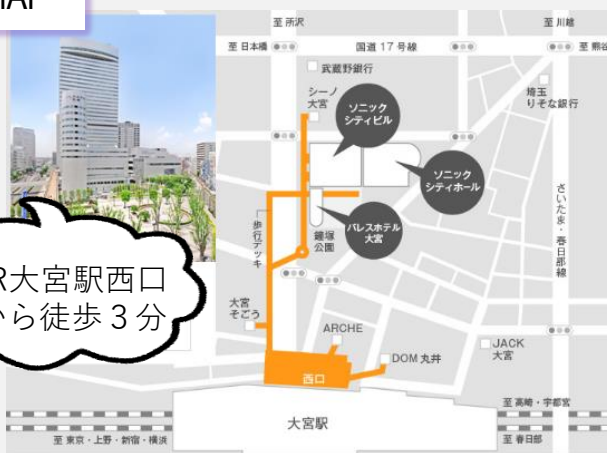 MAP
至 所沢
至 川越
至 日本橋
国道 17 号線
至 熊谷
武蔵野銀行
シーノ
大宮
ソニック
シティビル
埼玉
りそな銀行
ソニック
シティホール
さいたま・春日部線
歩行デッキ
鐘塚
公園
パレスホテル
大宮
R大宮駅西口
から徒歩３分
大宮
そごう
ARCHE
DOM 丸井
JACK
大宮
西口
大宮駅
至 高崎・宇都宮
至 東京・上野・新宿・横浜
至 春日部